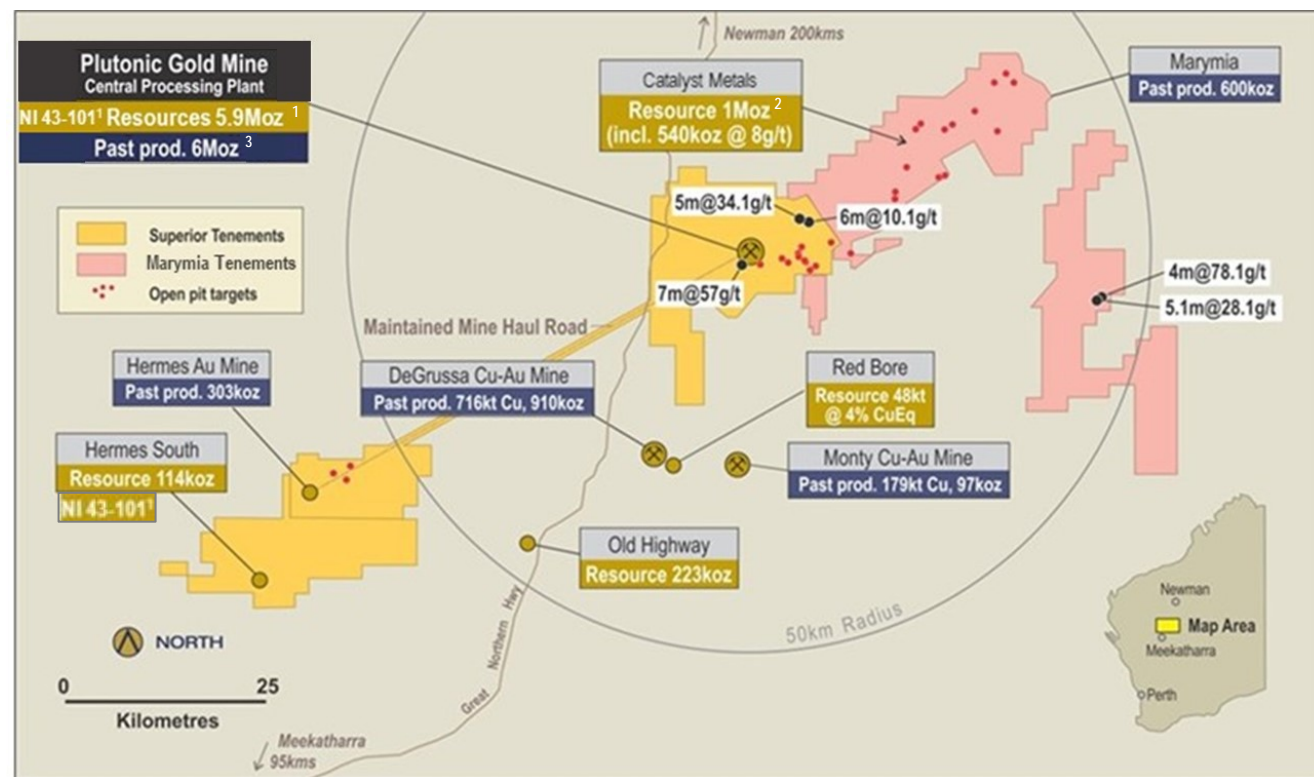 Newman 200kms
Plutonic Gold Mine
Central Processing Plant
NI 43-101¹ Resources 5.9Moz ¹
Past prod. 6Moz ³
Catalyst Metals
Resource 1Moz ²
(incl. 540koz @ 8g/t)
Marymia
Past prod. 600koz
5m@34.1g/t
6m@10.1g/t
7m@57g/t
4m@78.1g/t
5.1m@28.1g/t
Superior Tenements
Marymia Tenements
Open pit targets
Maintained Mine Haul Road
Hermes Au Mine
Past prod. 303koz
DeGrussa Cu-Au Mine
Past prod. 716kt Cu, 910koz
Red Bore
Resource 48kt
@ 4% CuEq
Hermes South
Resource 114koz
NI 43-101¹
Monty Cu-Au Mine
Past prod. 179kt Cu, 97koz
Old Highway
Resource 223koz
50km Radius
Great Northern Hwy
NORTH
0 25
Kilometres
Meekatharra
95kms
Newman
Map Area
Meekatharra
Perth